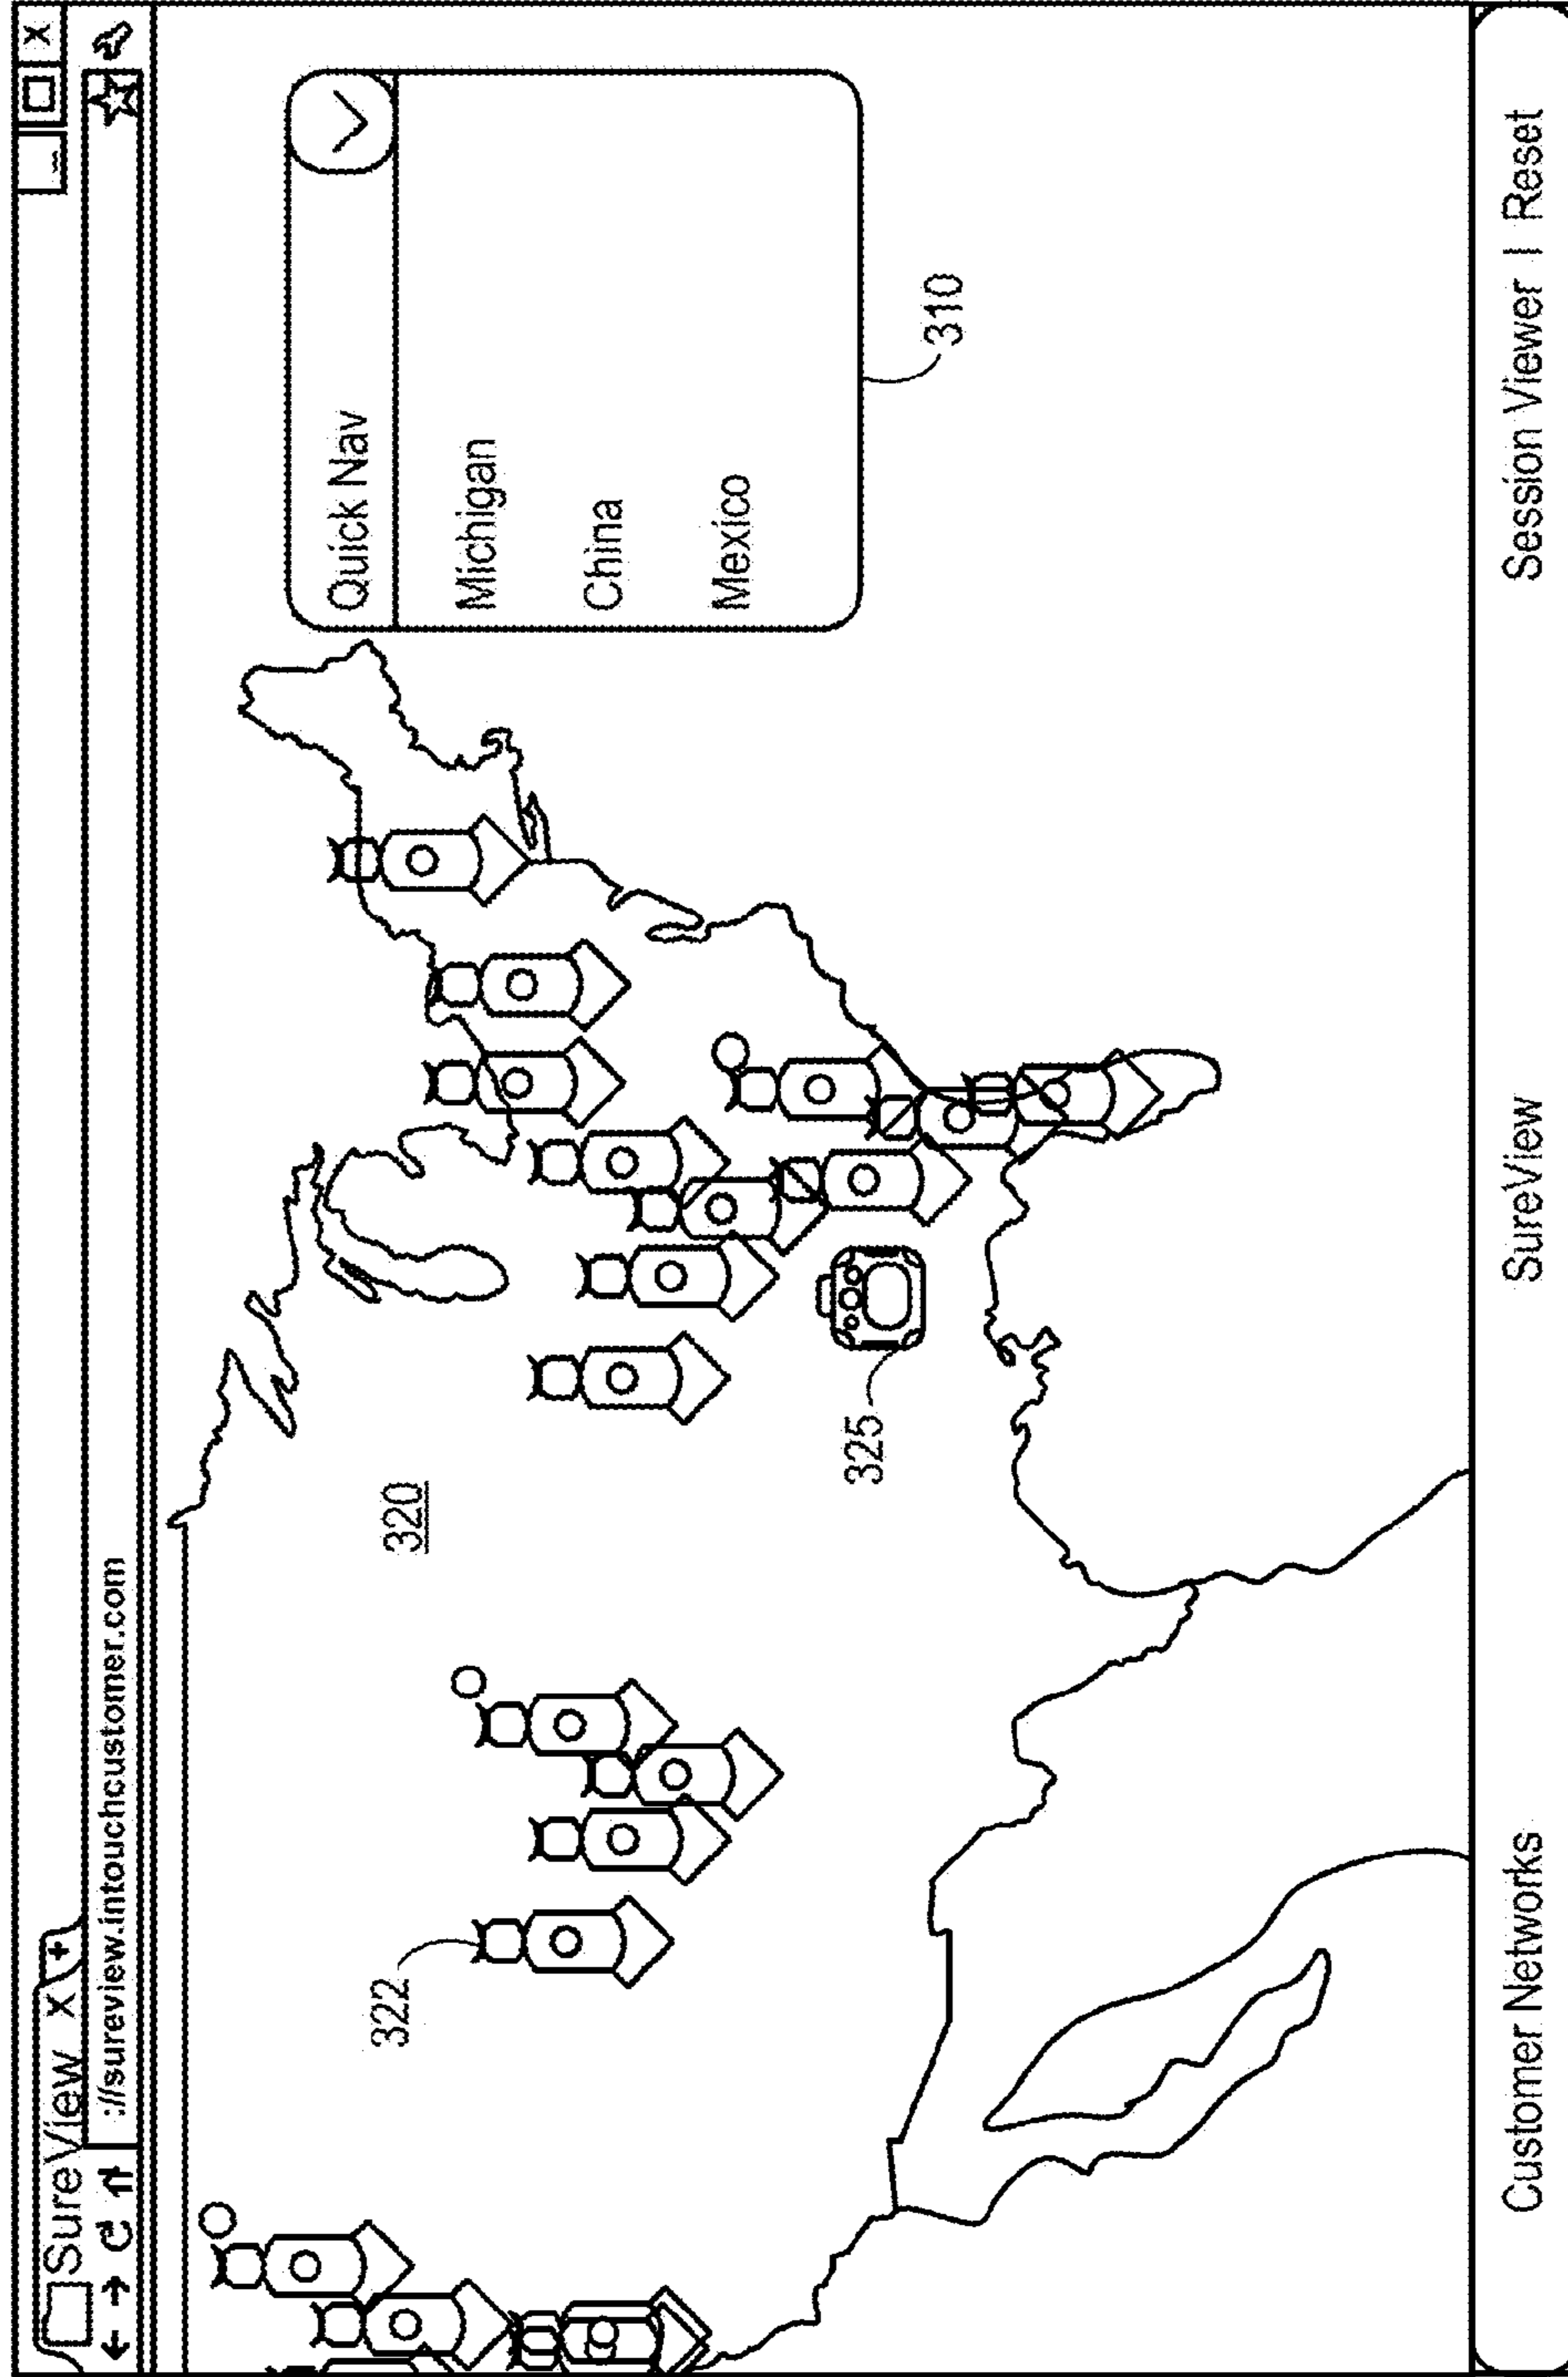 SureView X +
://sureview.intouchcustomer.com
Quick Nav
Michigan
China
Mexico
310
320
322
325
Customer Networks
SureView
Session Viewer | Reset